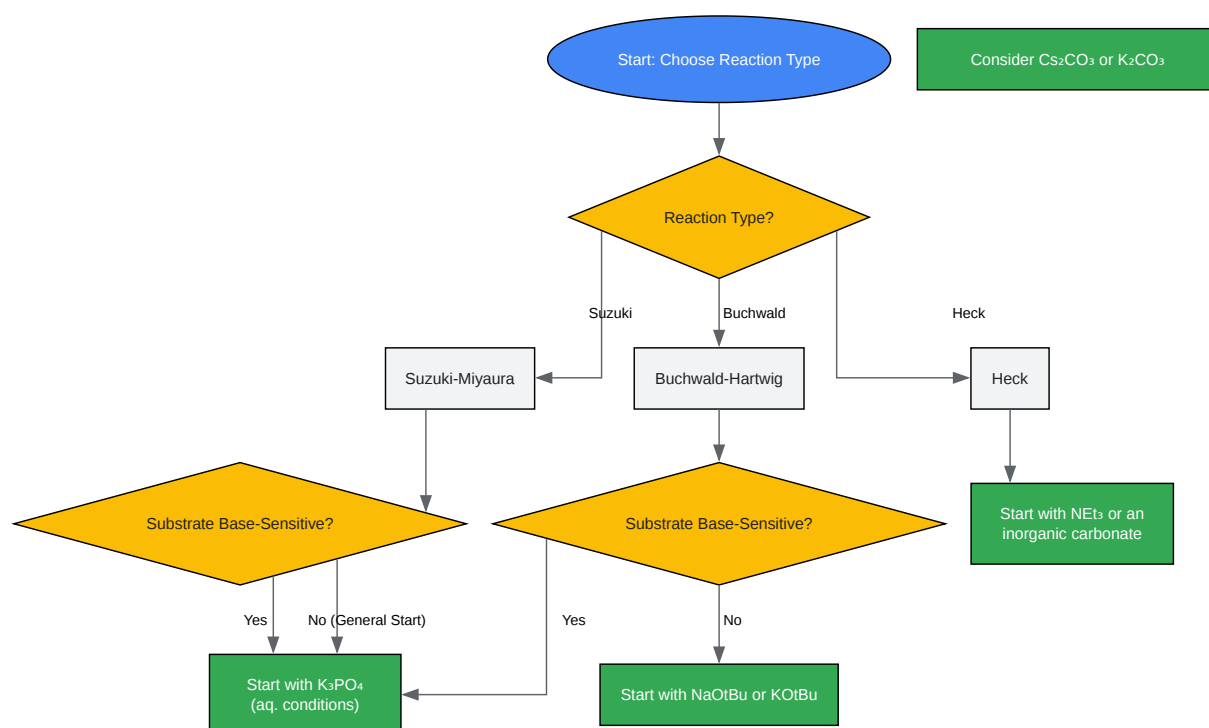 Start: Choose Reaction Type
Consider Cs₂CO₃ or K₂CO₃
Reaction Type?
Suzuki
Buchwald
Heck
Suzuki-Miyaura
Buchwald-Hartwig
Heck
Substrate Base-Sensitive?
Substrate Base-Sensitive?
Start with NEt₃ or an
inorganic carbonate
Yes
No (General Start)
Yes
No
Start with K₃PO₄
(aq. conditions)
Start with NaOtBu or KOtBu